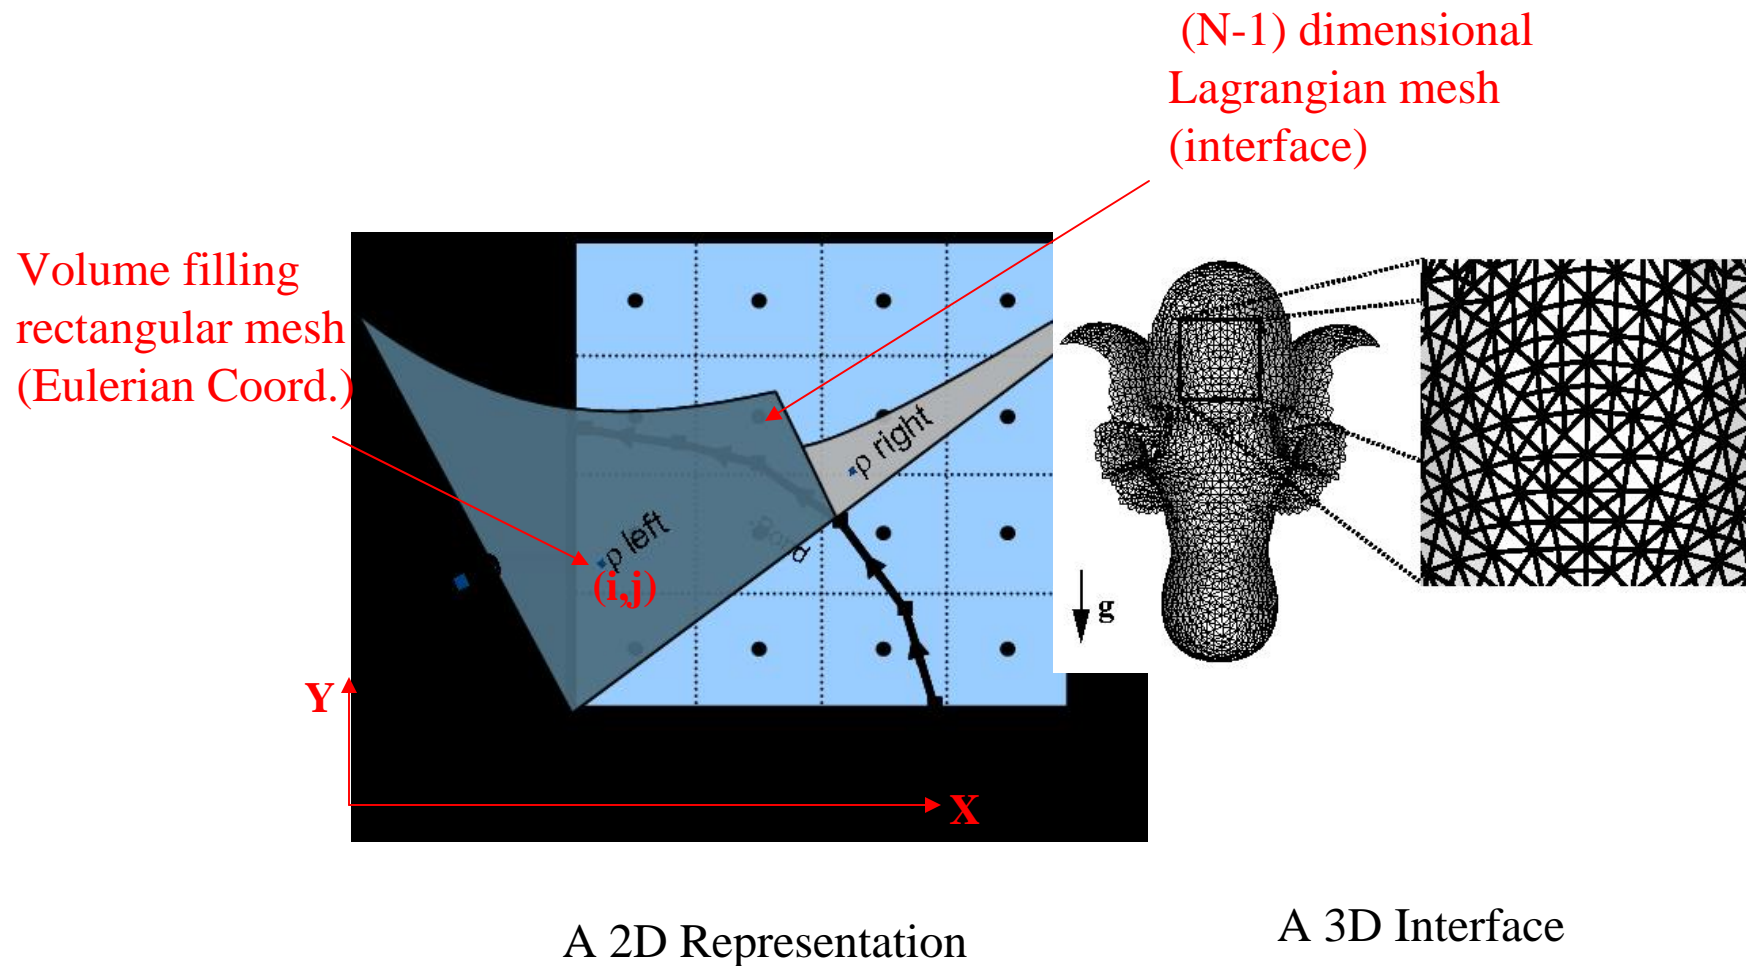 (N-1) dimensional
Lagrangian mesh
(interface)
Volume filling
rectangular mesh
(Eulerian Coord.)
ρ right
ρ left
(i,j)
g
Y
X
A 2D Representation
A 3D Interface